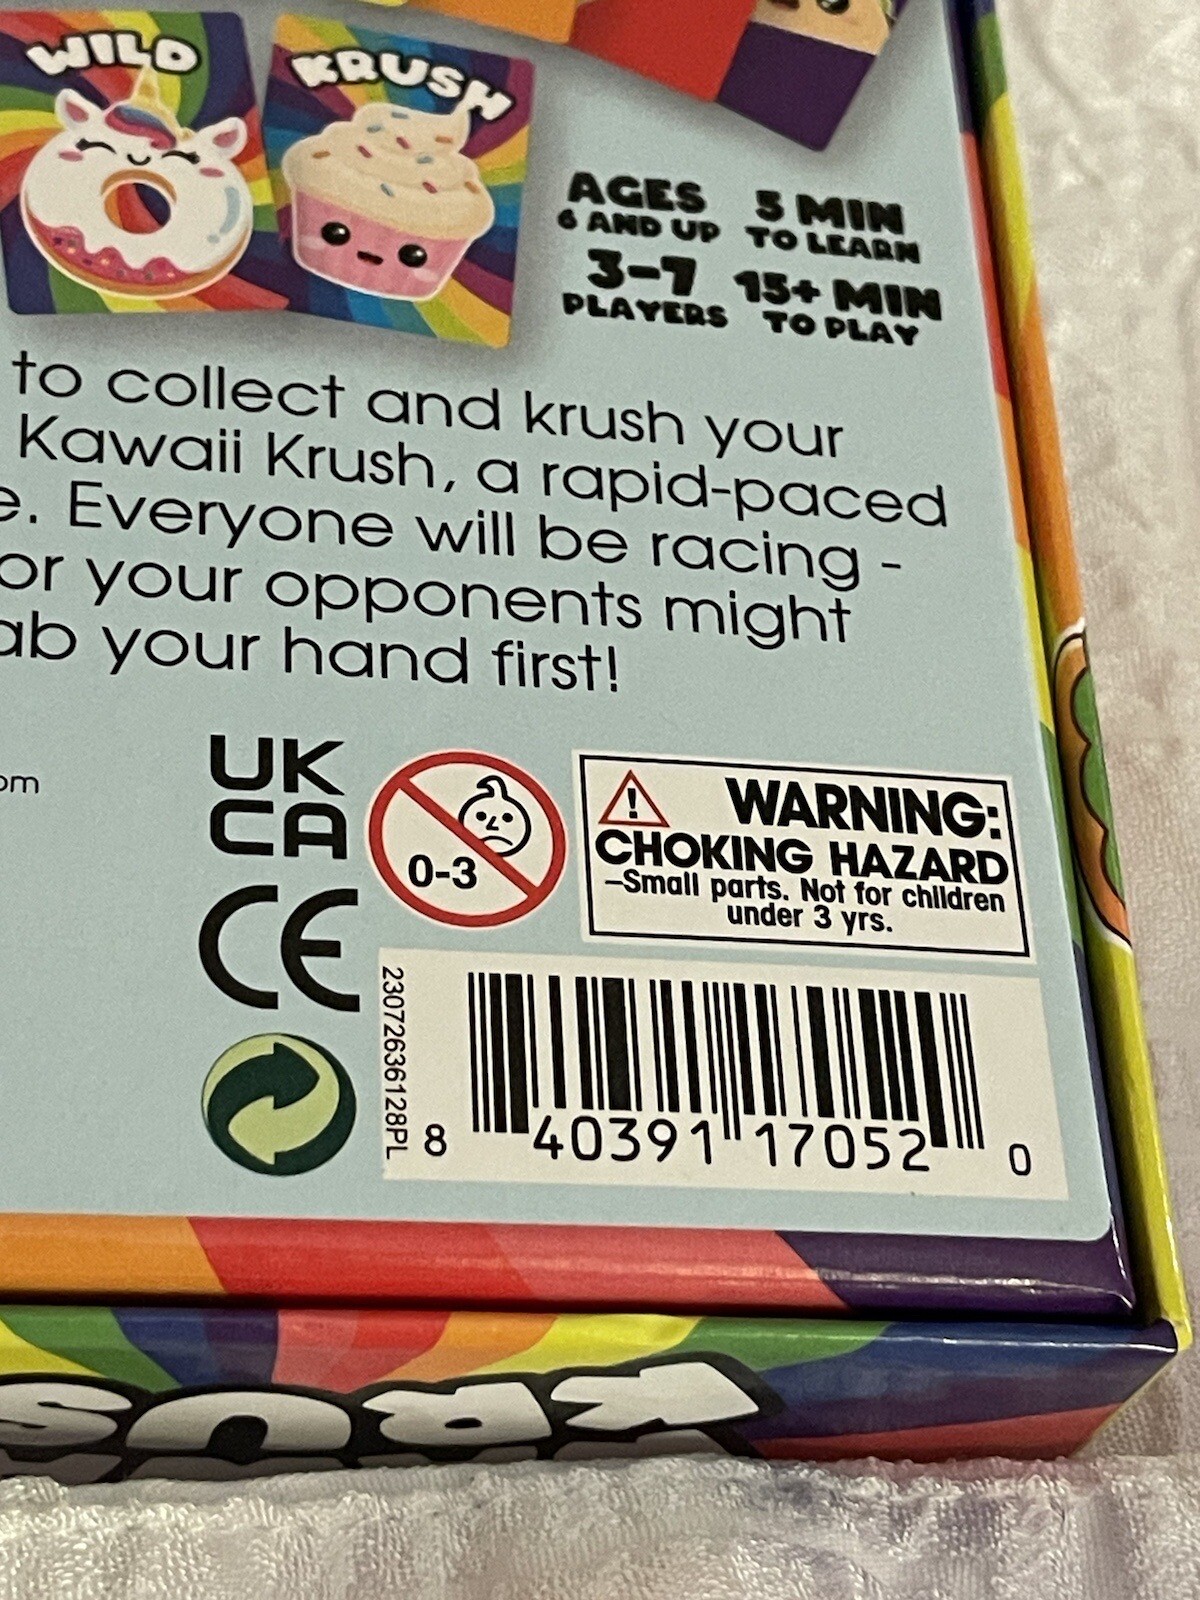 WILD
KRUSH
AGES
6 AND UP
5 MIN
TO LEARN
3-7
PLAYERS
15+ MIN
TO PLAY
to collect and krush your
Kawaii Krush, a rapid-paced
e. Everyone will be racing -
or your opponents might
ab your hand first!
om
UK
CA
CE
0-3
WARNING:
CHOKING HAZARD
–Small parts. Not for children
under 3 yrs.
23072636128PL
8 40391 17052 0
KRUS